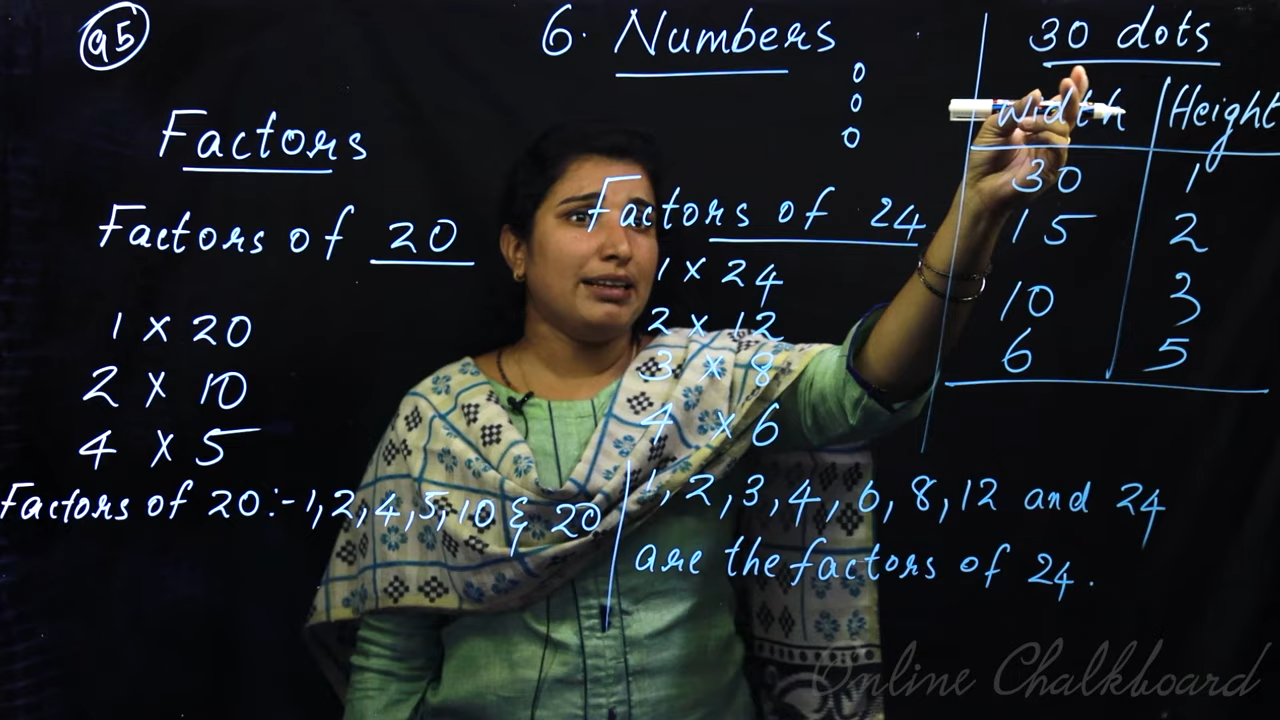 95
6. Numbers
Factors
Factors of 20
1 x 20
2 x 10
4 x 5
Factors of 20:- 1, 2, 4, 5, 10 & 20
Factors of 24
1 x 24
2 x 12
3 x 8
4 x 6
1, 2, 3, 4, 6, 8, 12 and 24
are the factors of 24.
30 dots
Width Height
30 1
15 2
10 3
6 5
Online Chalkboard